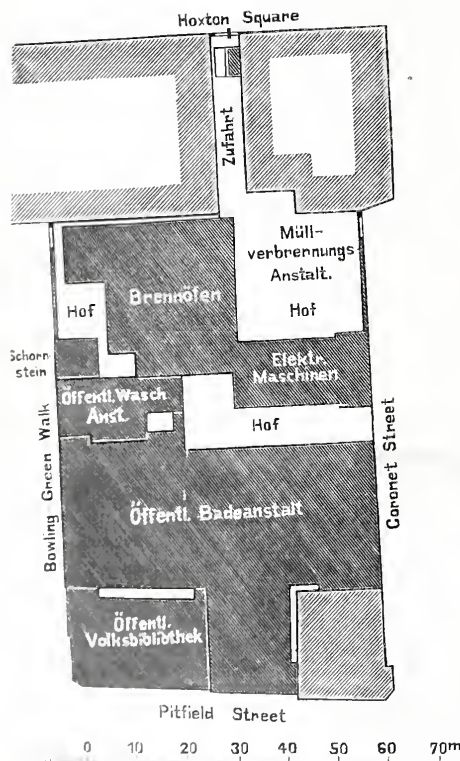 Hoxton Square
Zufahrt
Müll-
verbrennungs
Anstalt.
Hof
Brennöfen
Hof
Schorn-
stein
Elektr.
Maschinen
Öffentl. Wasch
Anst.
Hof
Bowling Green Walk
Coronet Street
Öffentl. Badeanstalt
Öffentl.
Volksbibliothek
Pitfield Street
0 10 20 30 40 50 60 70m